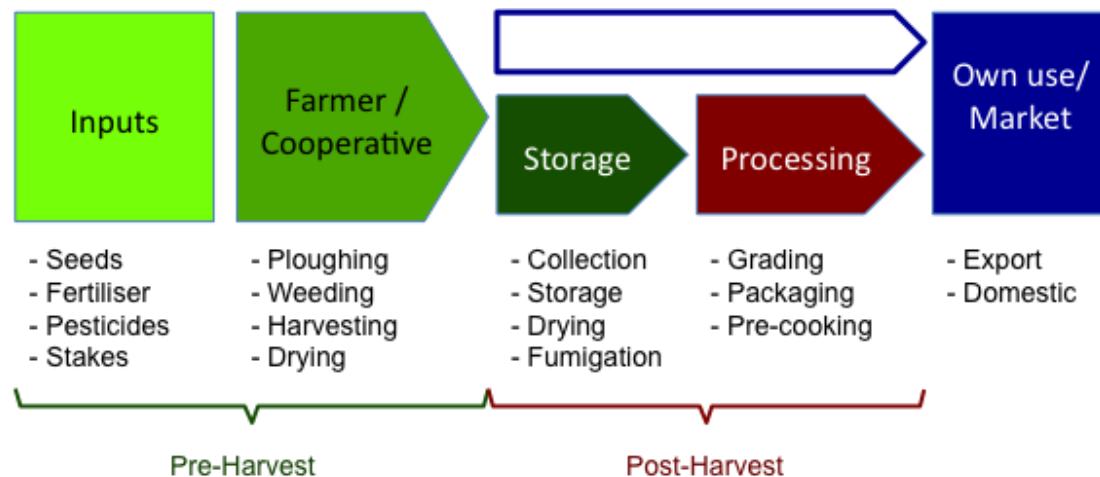 Inputs
Farmer /
Cooperative
Storage
Processing
Own use/
Market
- Seeds
- Fertiliser
- Pesticides
- Stakes
- Ploughing
- Weeding
- Harvesting
- Drying
- Collection
- Storage
- Drying
- Fumigation
- Grading
- Packaging
- Pre-cooking
- Export
- Domestic
Pre-Harvest
Post-Harvest